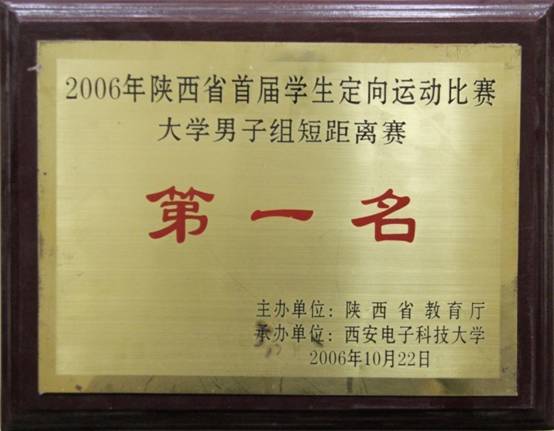 2006年陕西省首届学生定向运动比赛
大学男子组短距离赛
第一名
主办单位：陕西省教育厅
承办单位：西安电子科技大学
2006年10月22日